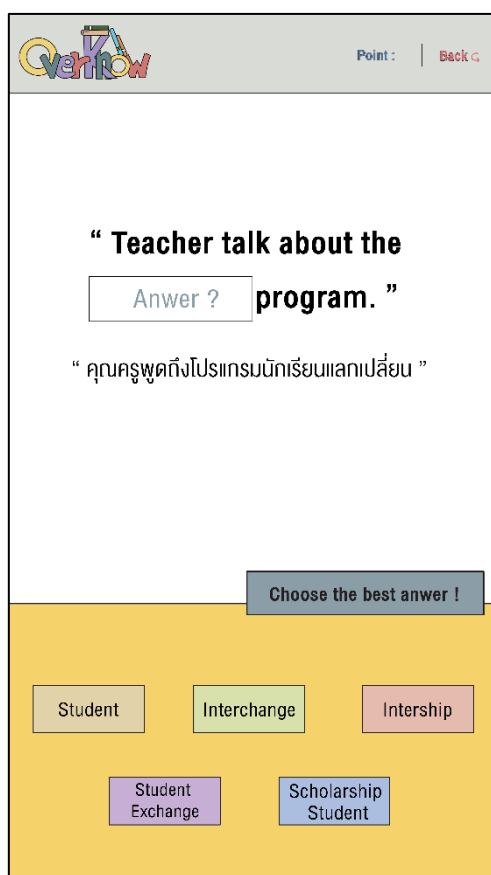 OverKnow
Point :
Back
“ Teacher talk about the
Anwer ?
program. ”
“ คุณครูพูดถึงโปรแกรมนักเรียนแลกเปลี่ยน ”
Choose the best anwer !
Student
Interchange
Intership
Student
Exchange
Scholarship
Student